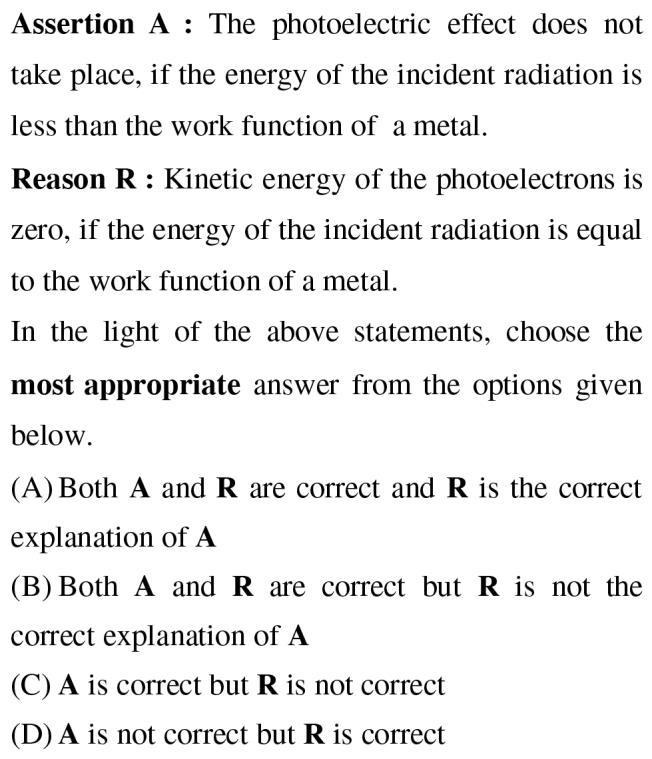 Assertion A : The photoelectric effect does not
take place, if the energy of the incident radiation is
less than the work function of a metal.
Reason R : Kinetic energy of the photoelectrons is
zero, if the energy of the incident radiation is equal
to the work function of a metal.
In the light of the above statements, choose the
most appropriate answer from the options given
below.
(A) Both A and R are correct and R is the correct
explanation of A
(B) Both A and R are correct but R is not the
correct explanation of A
(C) A is correct but R is not correct
(D) A is not correct but R is correct